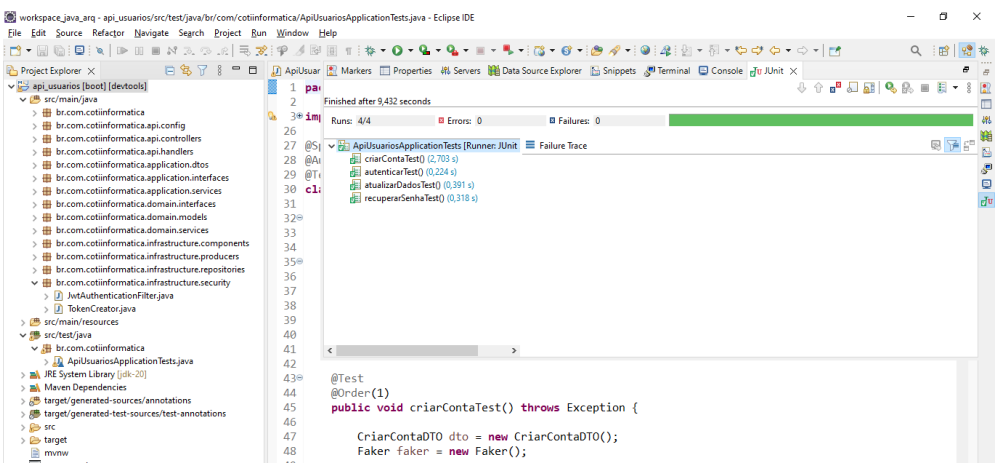 workspace_java_arq - api_usuarios/src/test/java/br/com/cotiinformatica/ApiUsuariosApplicationTests.java - Eclipse IDE
File Edit Source Refactor Navigate Search Project Run Window Help
Project Explorer
api_usuarios [boot] [devtools]
src/main/java
br.com.cotiinformatica
br.com.cotiinformatica.api.config
br.com.cotiinformatica.api.controllers
br.com.cotiinformatica.api.handlers
br.com.cotiinformatica.application.dtos
br.com.cotiinformatica.application.interfaces
br.com.cotiinformatica.application.services
br.com.cotiinformatica.domain.interfaces
br.com.cotiinformatica.domain.models
br.com.cotiinformatica.domain.services
br.com.cotiinformatica.infrastructure.components
br.com.cotiinformatica.infrastructure.producers
br.com.cotiinformatica.infrastructure.repositories
br.com.cotiinformatica.infrastructure.security
JwtAuthenticationFilter.java
TokenCreator.java
src/main/resources
src/test/java
br.com.cotiinformatica
ApiUsuariosApplicationTests.java
JRE System Library [jdk-20]
Maven Dependencies
target/generated-sources/annotations
target/generated-test-sources/test-annotations
src
target
mvnw
ApiUsuar Markers Properties Servers Data Source Explorer Snippets Terminal Console JUnit
Finished after 9,432 seconds
Runs: 4/4 Errors: 0 Failures: 0
ApiUsuariosApplicationTests [Runner: JUnit Failure Trace
criarContaTest() (2,703 s)
autenticarTest() (0,224 s)
atualizarDadosTest() (0,391 s)
recuperarSenhaTest() (0,318 s)
1 pa
2
3 im
26
27 @S
28 @A
29 @T
30 cl
31
32
33
34
35
36
37
38
39
40
41
42
43 @Test
44 @Order(1)
45 public void criarContaTest() throws Exception {
46
47 CriarContaDTO dto = new CriarContaDTO();
48 Faker faker = new Faker();